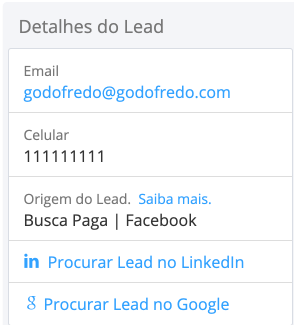 Detalhes do Lead
Email
godofredo@godofredo.com
Celular
111111111
Origem do Lead. Saiba mais.
Busca Paga | Facebook
in Procurar Lead no LinkedIn
g Procurar Lead no Google